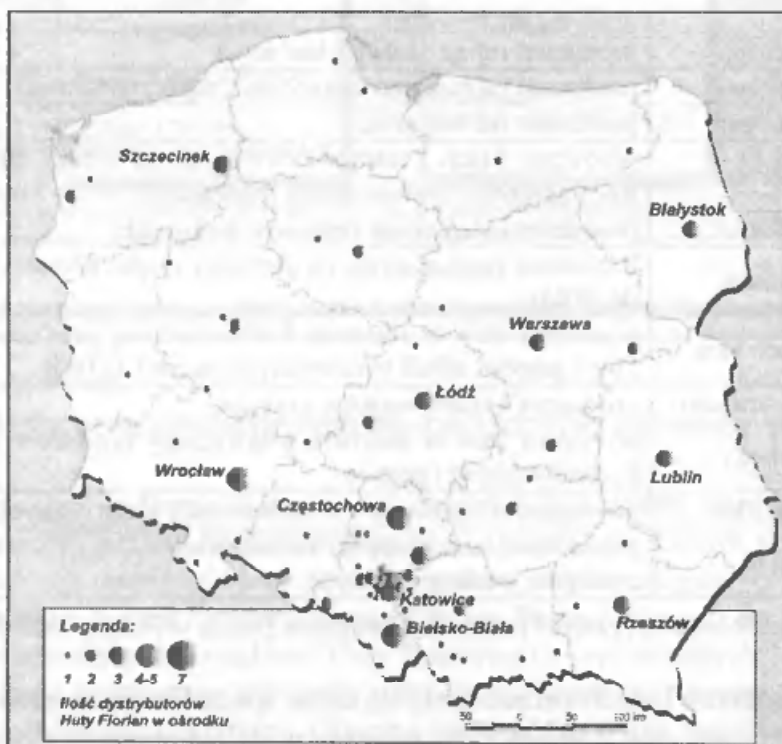 Szczecinek
Białystok
Warszawa
Łódź
Wrocław
Lublin
Częstochowa
Katowice
Rzeszów
Bielsko-Biała
Legenda:
1 2 3 4-5 7
Ilość dystrybutorów
Huty Florian w ośrodku
50 0 50 100 km